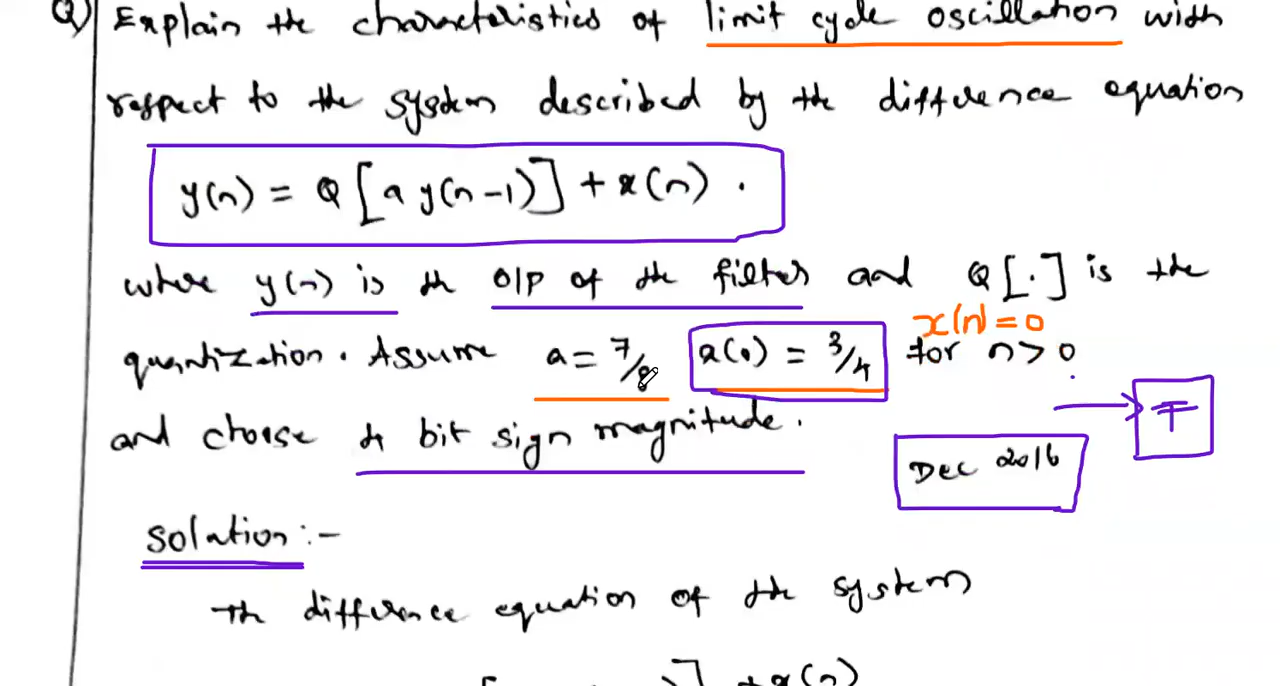 Q) Explain the characteristics of limit cycle oscillation with
respect to the system described by the difference equation
y(n) = Q [a y(n-1)] + x(n) .
where y(n) is the O/P of the filter and Q[.] is the
x(n) = 0
quantization. Assume a = 7/8 x(0) = 3/4 for n > 0
and choose 4 bit sign magnitude.
T
Dec 2016
Solution :-
The difference equation of the system
] + x(n)